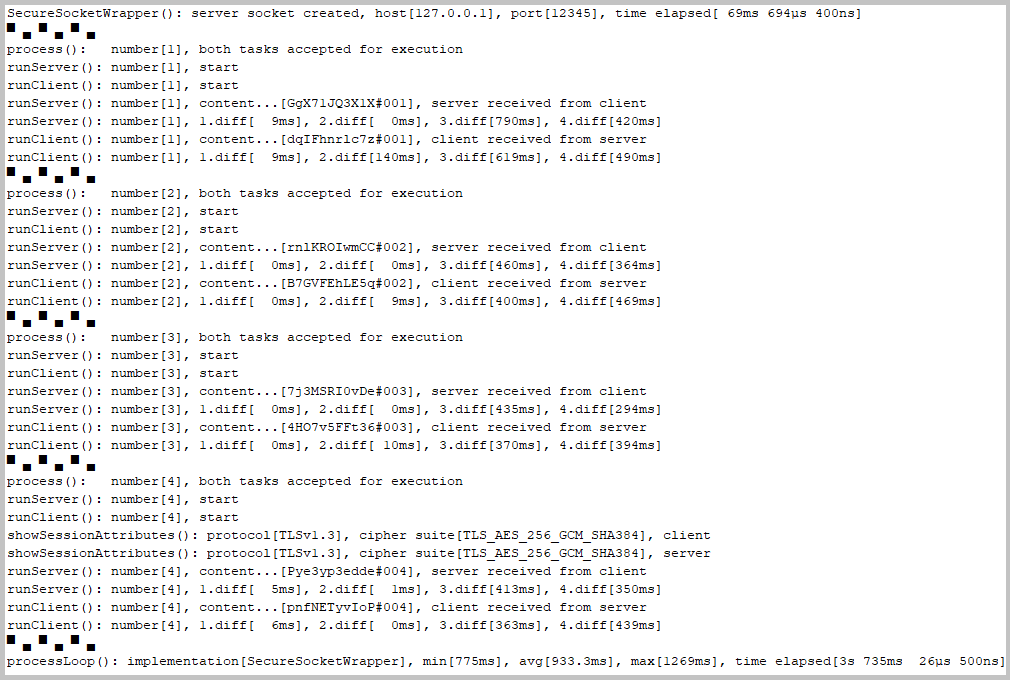 SecureSocketWrapper(): server socket created, host[127.0.0.1], port[12345], time elapsed[ 69ms 694µs 400ns]
▀ ▄ ▀ ▄ ▀ ▄
process():   number[1], both tasks accepted for execution
runServer(): number[1], start
runClient(): number[1], start
runServer(): number[1], content...[GgX71JQ3X1X#001], server received from client
runServer(): number[1], 1.diff[  9ms], 2.diff[  0ms], 3.diff[790ms], 4.diff[420ms]
runClient(): number[1], content...[dqIFhnrlc7z#001], client received from server
runClient(): number[1], 1.diff[  9ms], 2.diff[140ms], 3.diff[619ms], 4.diff[490ms]
▀ ▄ ▀ ▄ ▀ ▄
process():   number[2], both tasks accepted for execution
runServer(): number[2], start
runClient(): number[2], start
runServer(): number[2], content...[rnlKROIwmCC#002], server received from client
runServer(): number[2], 1.diff[  0ms], 2.diff[  0ms], 3.diff[460ms], 4.diff[364ms]
runClient(): number[2], content...[B7GVFEhLE5q#002], client received from server
runClient(): number[2], 1.diff[  0ms], 2.diff[  9ms], 3.diff[400ms], 4.diff[469ms]
▀ ▄ ▀ ▄ ▀ ▄
process():   number[3], both tasks accepted for execution
runServer(): number[3], start
runClient(): number[3], start
runServer(): number[3], content...[7j3MSRI0vDe#003], server received from client
runServer(): number[3], 1.diff[  0ms], 2.diff[  0ms], 3.diff[435ms], 4.diff[294ms]
runClient(): number[3], content...[4HO7v5FFt36#003], client received from server
runClient(): number[3], 1.diff[  0ms], 2.diff[ 10ms], 3.diff[370ms], 4.diff[394ms]
▀ ▄ ▀ ▄ ▀ ▄
process():   number[4], both tasks accepted for execution
runServer(): number[4], start
runClient(): number[4], start
showSessionAttributes(): protocol[TLSv1.3], cipher suite[TLS_AES_256_GCM_SHA384], client
showSessionAttributes(): protocol[TLSv1.3], cipher suite[TLS_AES_256_GCM_SHA384], server
runServer(): number[4], content...[Pye3yp3edde#004], server received from client
runServer(): number[4], 1.diff[  5ms], 2.diff[  1ms], 3.diff[413ms], 4.diff[350ms]
runClient(): number[4], content...[pnfNETyvIoP#004], client received from server
runClient(): number[4], 1.diff[  6ms], 2.diff[  0ms], 3.diff[363ms], 4.diff[439ms]
▀ ▄ ▀ ▄ ▀ ▄
processLoop(): implementation[SecureSocketWrapper], min[775ms], avg[933.3ms], max[1269ms], time elapsed[3s 735ms  26µs 500ns]